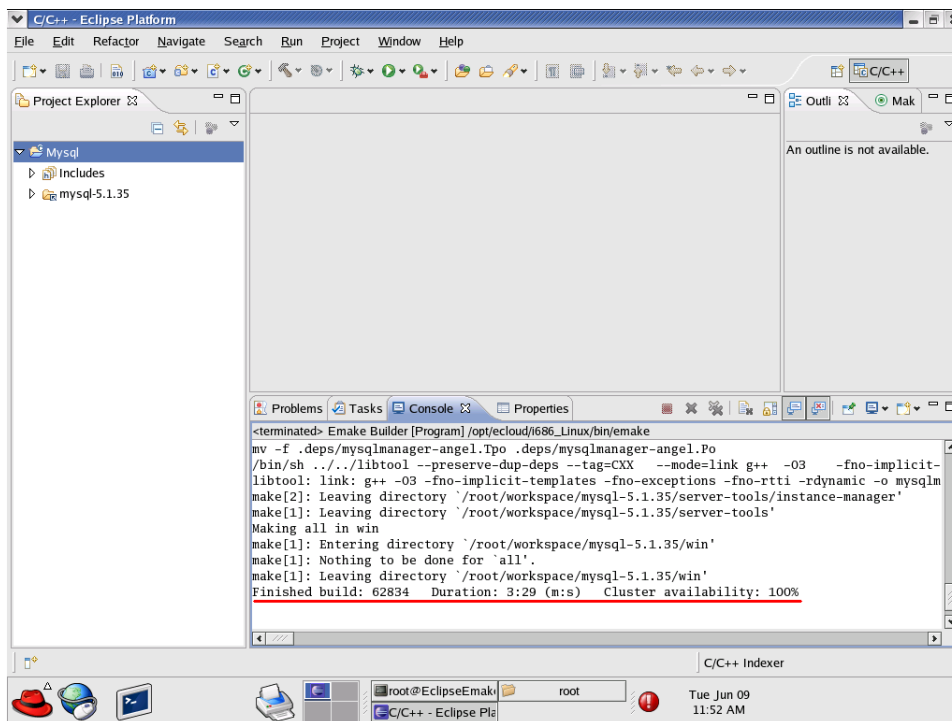 C/C++ - Eclipse Platform
File Edit Refactor Navigate Search Run Project Window Help
C/C++
Project Explorer
Outli
Mak
Mysql
Includes
mysql-5.1.35
An outline is not available.
Problems Tasks Console Properties
<terminated> Emake Builder [Program] /opt/ecloud/i686_Linux/bin/emake
mv -f .deps/mysqlmanager-angel.Tpo .deps/mysqlmanager-angel.Po
/bin/sh ../../libtool --preserve-dup-deps --tag=CXX --mode=link g++ -O3 -fno-implicit-
libtool: link: g++ -O3 -fno-implicit-templates -fno-exceptions -fno-rtti -rdynamic -o mysqlm
make[2]: Leaving directory `/root/workspace/mysql-5.1.35/server-tools/instance-manager'
make[1]: Leaving directory `/root/workspace/mysql-5.1.35/server-tools'
Making all in win
make[1]: Entering directory `/root/workspace/mysql-5.1.35/win'
make[1]: Nothing to be done for `all'.
make[1]: Leaving directory `/root/workspace/mysql-5.1.35/win'
Finished build: 62834 Duration: 3:29 (m:s) Cluster availability: 100%
C/C++ Indexer
root@EclipseEmak
root
C/C++ - Eclipse Pla
Tue Jun 09
11:52 AM